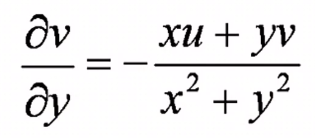 ∂v/∂y = − (xu + yv)/(x² + y²)